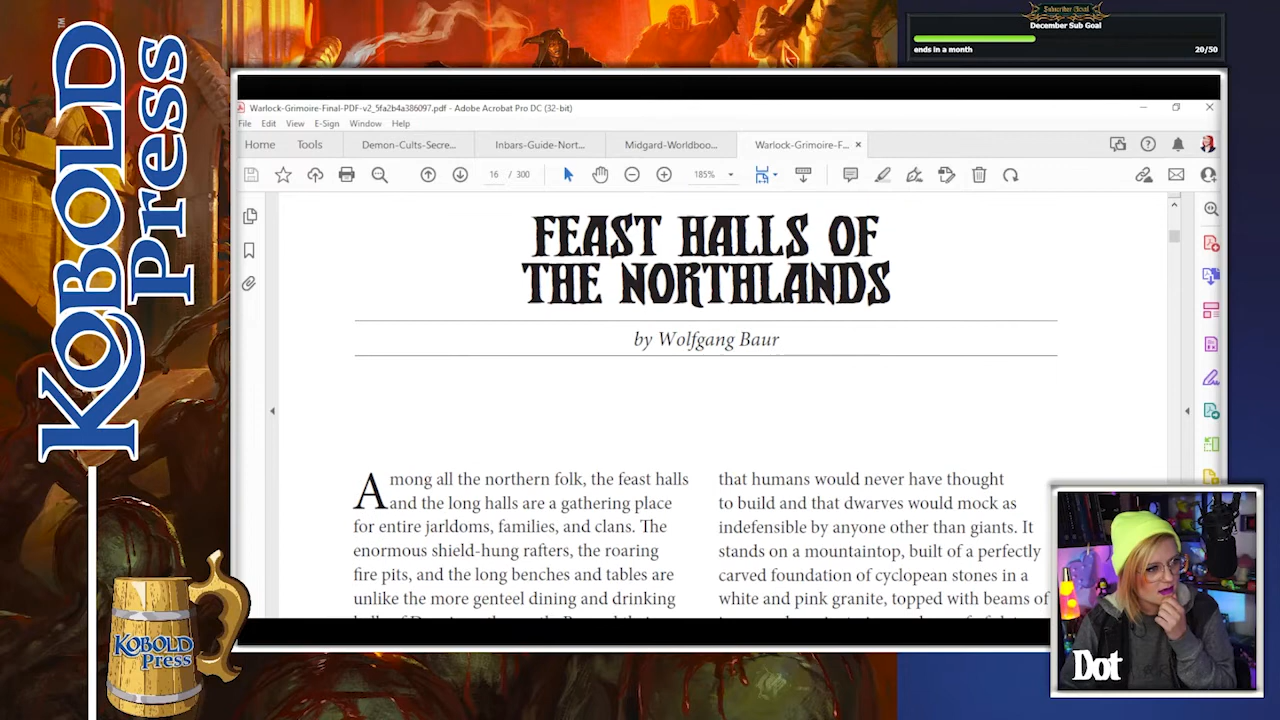 KOBOLD
Press
Subscriber Goal
December Sub Goal
ends in a month
20/50
Warlock-Grimoire-Final-PDF-v2_5fa2b4a386097.pdf - Adobe Acrobat Pro DC (32-bit)
File Edit View E-Sign Window Help
Home Tools Demon-Cults-Secre... Inbars-Guide-Nort... Midgard-Worldboo... Warlock-Grimoire-F... ×
16 / 300 185%
FEAST HALLS OF
THE NORTHLANDS
by Wolfgang Baur
Among all the northern folk, the feast halls
and the long halls are a gathering place
for entire jarldoms, families, and clans. The
enormous shield-hung rafters, the roaring
fire pits, and the long benches and tables are
unlike the more genteel dining and drinking
that humans would never have thought
to build and that dwarves would mock as
indefensible by anyone other than giants. It
stands on a mountaintop, built of a perfectly
carved foundation of cyclopean stones in a
white and pink granite, topped with beams of
KOBOLD
Press
Dot